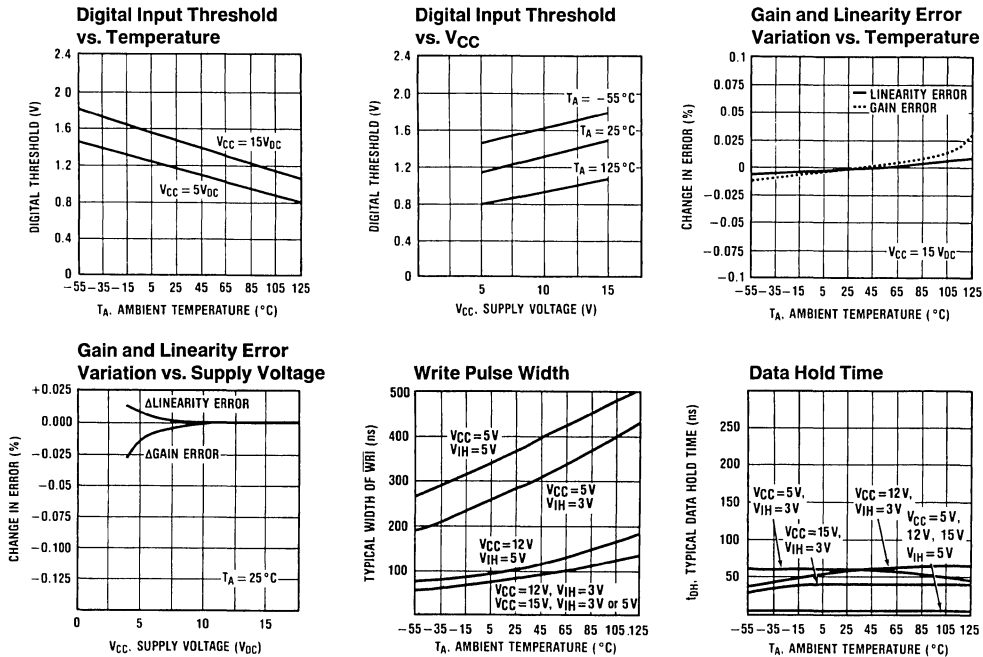 Digital Input Threshold
vs. Temperature
2.4
2 0
1.6
1.2
0.8
0.4
0
DIGITAL THRESHOLD (V)
VCC = 15VDC
VCC = 5VDC
−55 −35 −15 5 25 45 65 85 105 125
TA. AMBIENT TEMPERATURE (°C)
Digital Input Threshold
vs. VCC
2.4
2.0
1.6
1.2
0.8
0.4
0
DIGITAL THRESHOLD (V)
TA = −55°C
TA = 25°C
TA = 125°C
5 10 15
VCC. SUPPLY VOLTAGE (V)
Gain and Linearity Error
Variation vs. Temperature
0.1
0.075
0.05
0.025
0
−0.025
−0.05
−0.075
−0.1
CHANGE IN ERROR (%)
LINEARITY ERROR
GAIN ERROR
VCC = 15 VDC
−55 −35 −15 5 25 45 65 85 105 125
TA. AMBIENT TEMPERATURE (°C)
Gain and Linearity Error
Variation vs. Supply Voltage
+0.025
0.000
−0.025
−0.05
−0.075
−0.100
−0.125
CHANGE IN ERROR (%)
ΔLINEARITY ERROR
ΔGAIN ERROR
TA = 25°C
0 5 10 15
VCC. SUPPLY VOLTAGE (VDC)
Write Pulse Width
500
400
300
200
100
TYPICAL WIDTH OF WRI (ns)
VCC = 5V
VIH = 5V
VCC = 5V
VIH = 3V
VCC = 12V
VIH = 5V
VCC = 12V, VIH = 3V
VCC = 15V, VIH = 3V or 5V
−55 −35 −15 5 25 45 65 85 105 125
TA. AMBIENT TEMPERATURE (°C)
Data Hold Time
250
200
150
100
50
tDH, TYPICAL DATA HOLD TIME (ns)
VCC = 5V,
VIH = 3V
VCC = 12V,
VIH = 3V
VCC = 15V,
VIH = 3V
VCC = 5V,
12V, 15V
VIH = 5V
−55 −35 −15 5 25 45 65 85 105 125
TA. AMBIENT TEMPERATURE (°C)